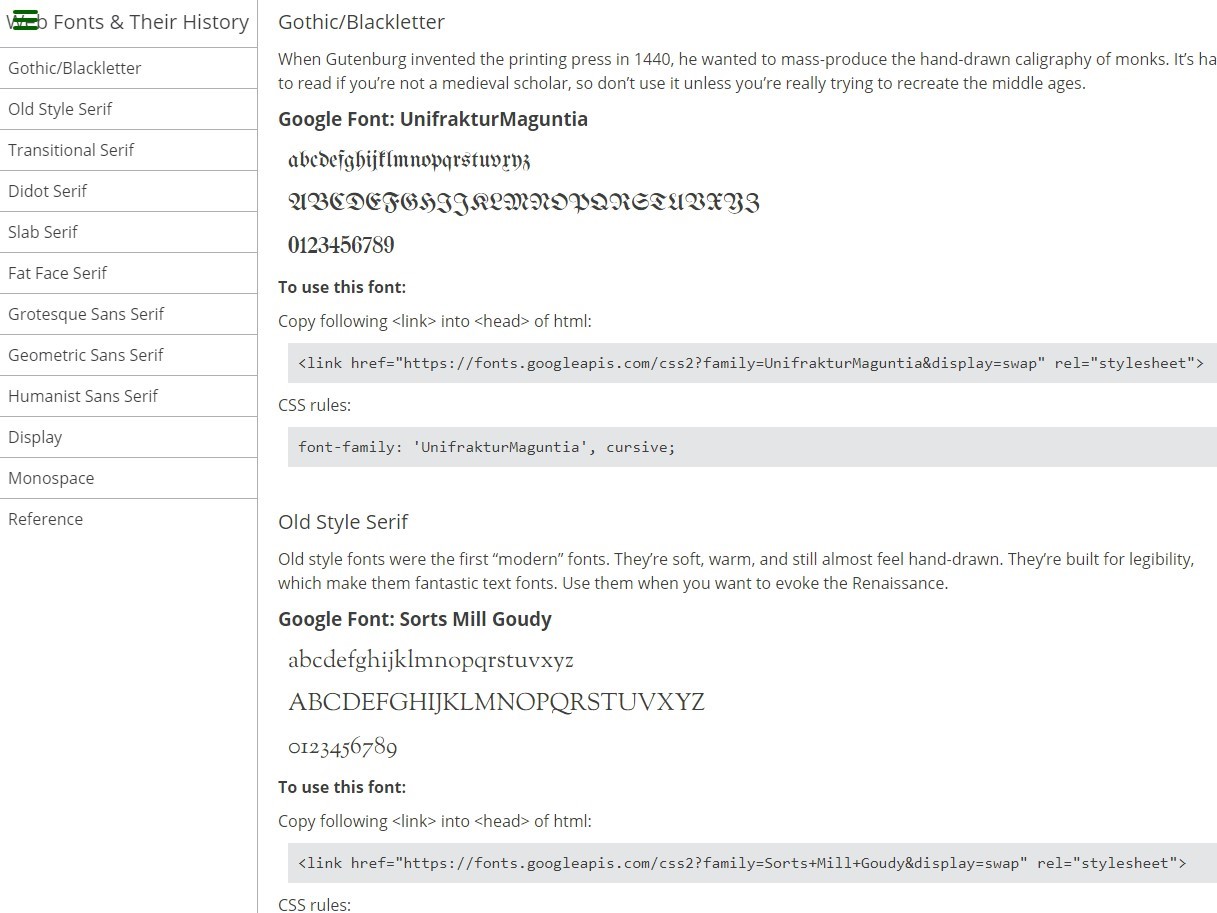 Web Fonts & Their History
Gothic/Blackletter
Old Style Serif
Transitional Serif
Didot Serif
Slab Serif
Fat Face Serif
Grotesque Sans Serif
Geometric Sans Serif
Humanist Sans Serif
Display
Monospace
Reference
Gothic/Blackletter
When Gutenburg invented the printing press in 1440, he wanted to mass-produce the hand-drawn caligraphy of monks. It’s ha
to read if you’re not a medieval scholar, so don’t use it unless you’re really trying to recreate the middle ages.
Google Font: UnifrakturMaguntia
abcdefghijklmnopqrstuvxyz
ABCDEFGHIJKLMNOPQRSTUVXYZ
0123456789
To use this font:
Copy following <link> into <head> of html:
<link href="https://fonts.googleapis.com/css2?family=UnifrakturMaguntia&display=swap" rel="stylesheet">
CSS rules:
font-family: 'UnifrakturMaguntia', cursive;
Old Style Serif
Old style fonts were the first “modern” fonts. They’re soft, warm, and still almost feel hand-drawn. They’re built for legibility,
which make them fantastic text fonts. Use them when you want to evoke the Renaissance.
Google Font: Sorts Mill Goudy
abcdefghijklmnopqrstuvxyz
ABCDEFGHIJKLMNOPQRSTUVXYZ
0123456789
To use this font:
Copy following <link> into <head> of html:
<link href="https://fonts.googleapis.com/css2?family=Sorts+Mill+Goudy&display=swap" rel="stylesheet">
CSS rules: